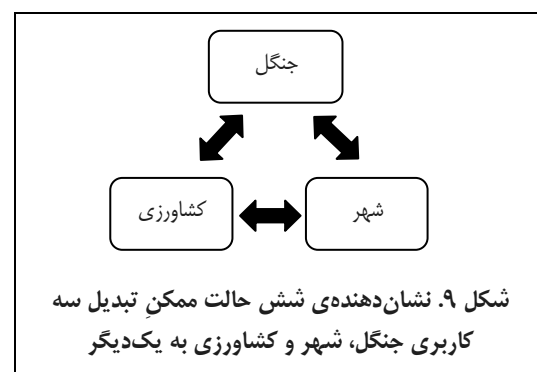 جنگل
کشاورزی
شهر
شکل ۹. نشان‌دهنده‌ی شش حالت ممکنِ تبدیل سه
کاربری جنگل، شهر و کشاورزی به یک‌دیگر